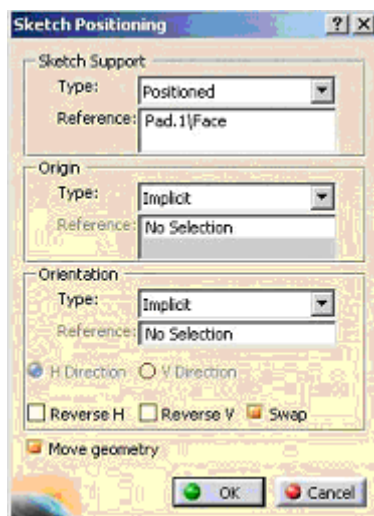 Sketch Positioning
Sketch Support
Type: Positioned
Reference: Pad.1\Face
Origin
Type: Implicit
Reference: No Selection
Orientation
Type: Implicit
Reference: No Selection
H Direction V Direction
Reverse H Reverse V Swap
Move geometry
OK Cancel